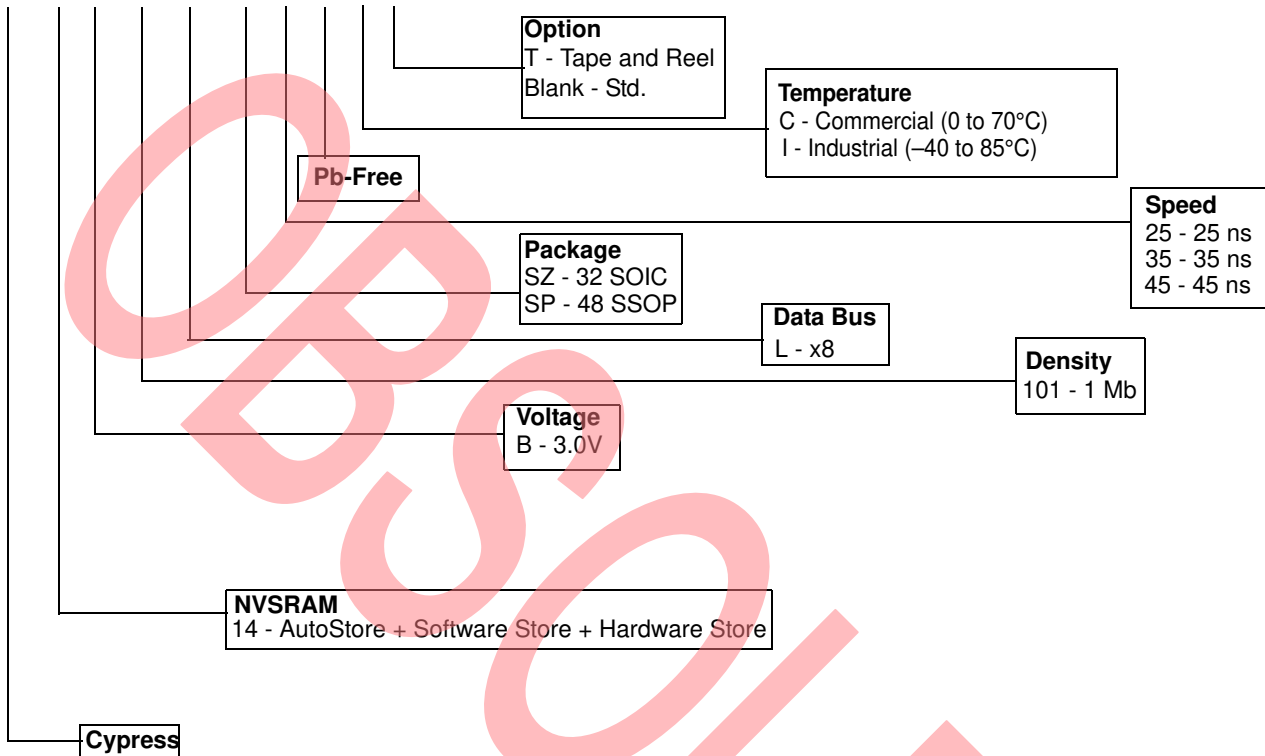 Option
T - Tape and Reel
Blank - Std.
Temperature
C - Commercial (0 to 70°C)
I - Industrial (–40 to 85°C)
Pb-Free
Speed
25 - 25 ns
35 - 35 ns
45 - 45 ns
Package
SZ - 32 SOIC
SP - 48 SSOP
Data Bus
L - x8
Density
101 - 1 Mb
Voltage
B - 3.0V
NVSRAM
14 - AutoStore + Software Store + Hardware Store
Cypress
OBSOL